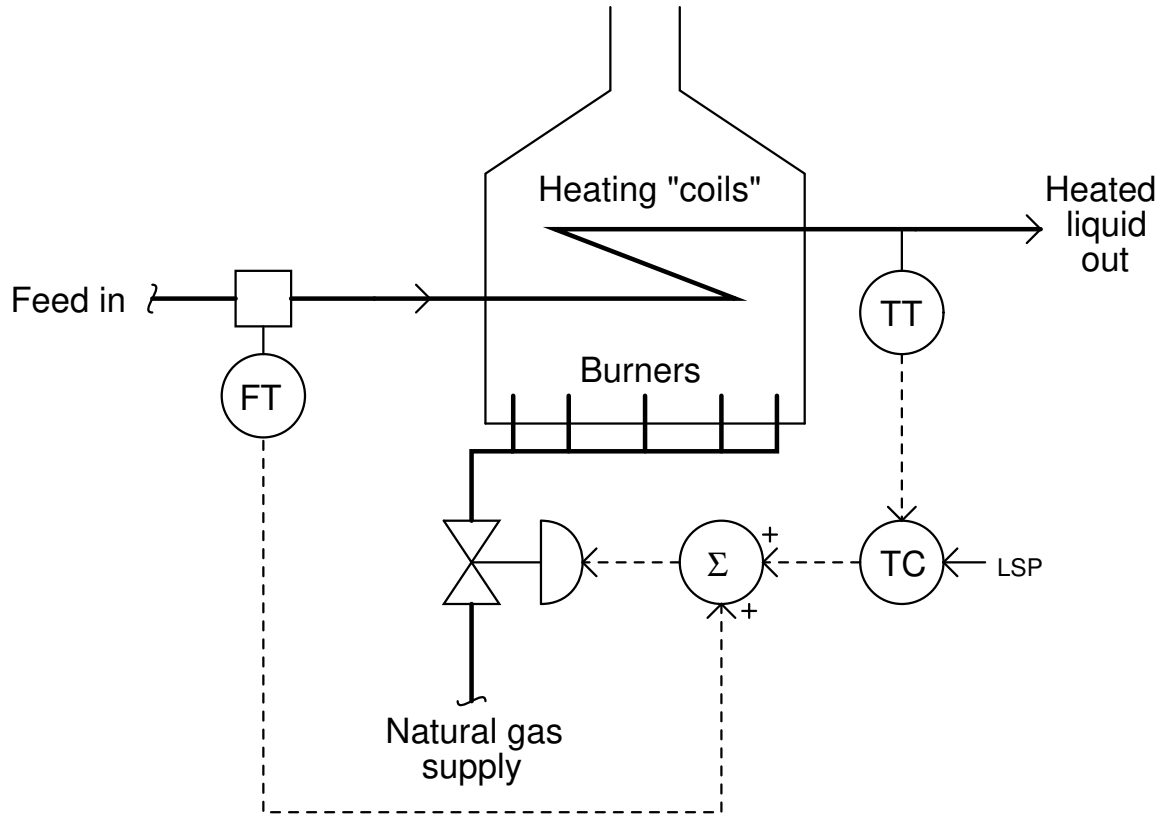 Heating "coils"
Heated
liquid
out
Feed in
TT
Burners
FT
+
Σ
TC
LSP
+
Natural gas
supply